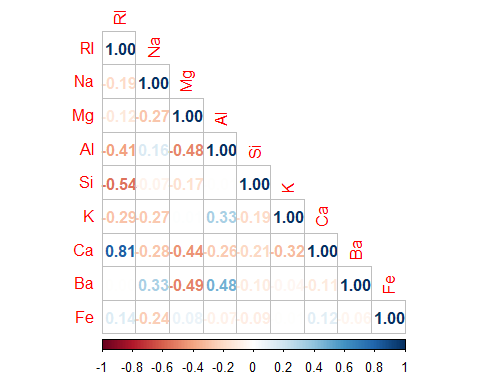 RI
RI 1.00 Na
Na -0.19 1.00 Mg
Mg -0.12 -0.27 1.00 Al
Al -0.41 0.16 -0.48 1.00 Si
Si -0.54 -0.07 -0.17 1.00 K
K -0.29 -0.27 0.33 -0.19 1.00 Ca
Ca 0.81 -0.28 -0.44 -0.26 -0.21 -0.32 1.00 Ba
Ba 0.33 -0.49 0.48 -0.10 -0.04 -0.11 1.00 Fe
Fe 0.14 -0.24 0.08 -0.07 -0.09 0.12 -0.06 1.00
-1 -0.8 -0.6 -0.4 -0.2 0 0.2 0.4 0.6 0.8 1